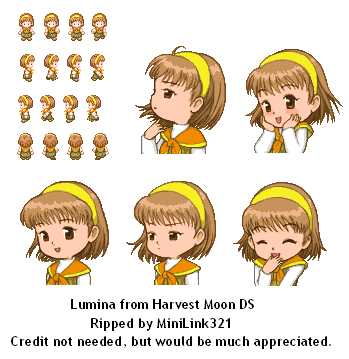 Lumina from Harvest Moon DS
Ripped by MiniLink321
Credit not needed, but would be much appreciated.